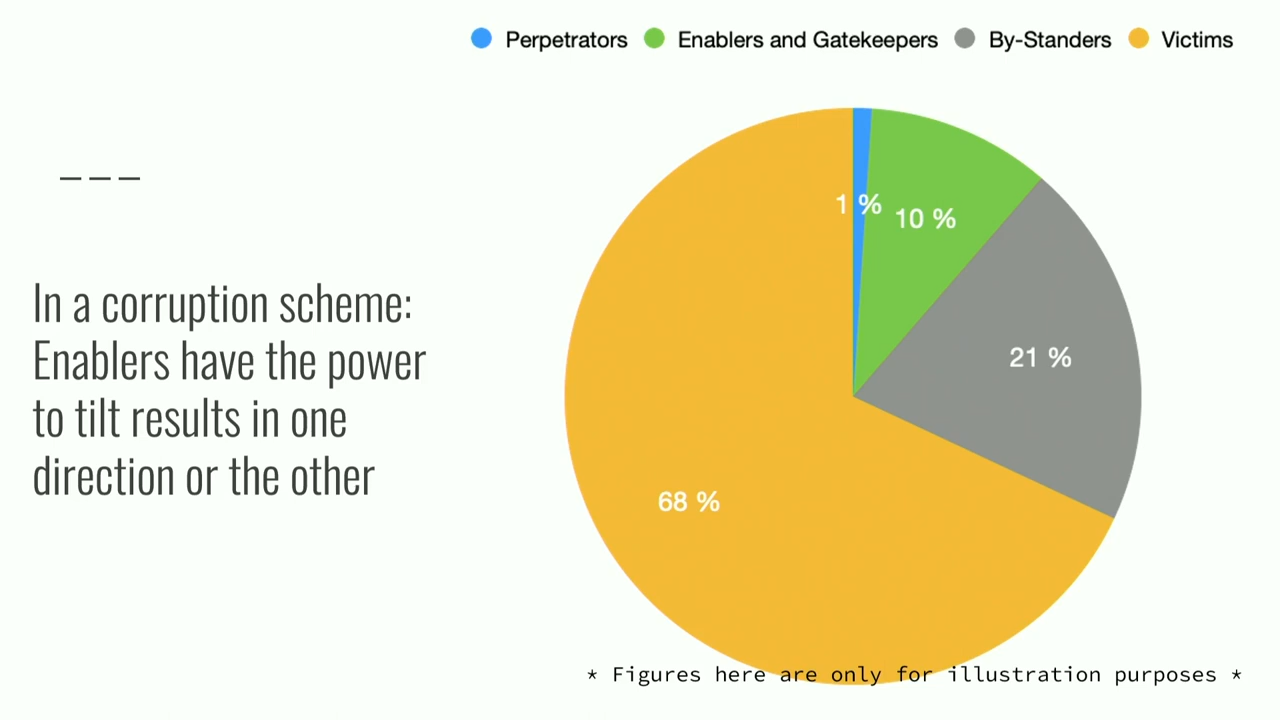 Perpetrators Enablers and Gatekeepers By-Standers Victims
In a corruption scheme:
Enablers have the power
to tilt results in one
direction or the other
1 %
10 %
21 %
68 %
* Figures here are only for illustration purposes *